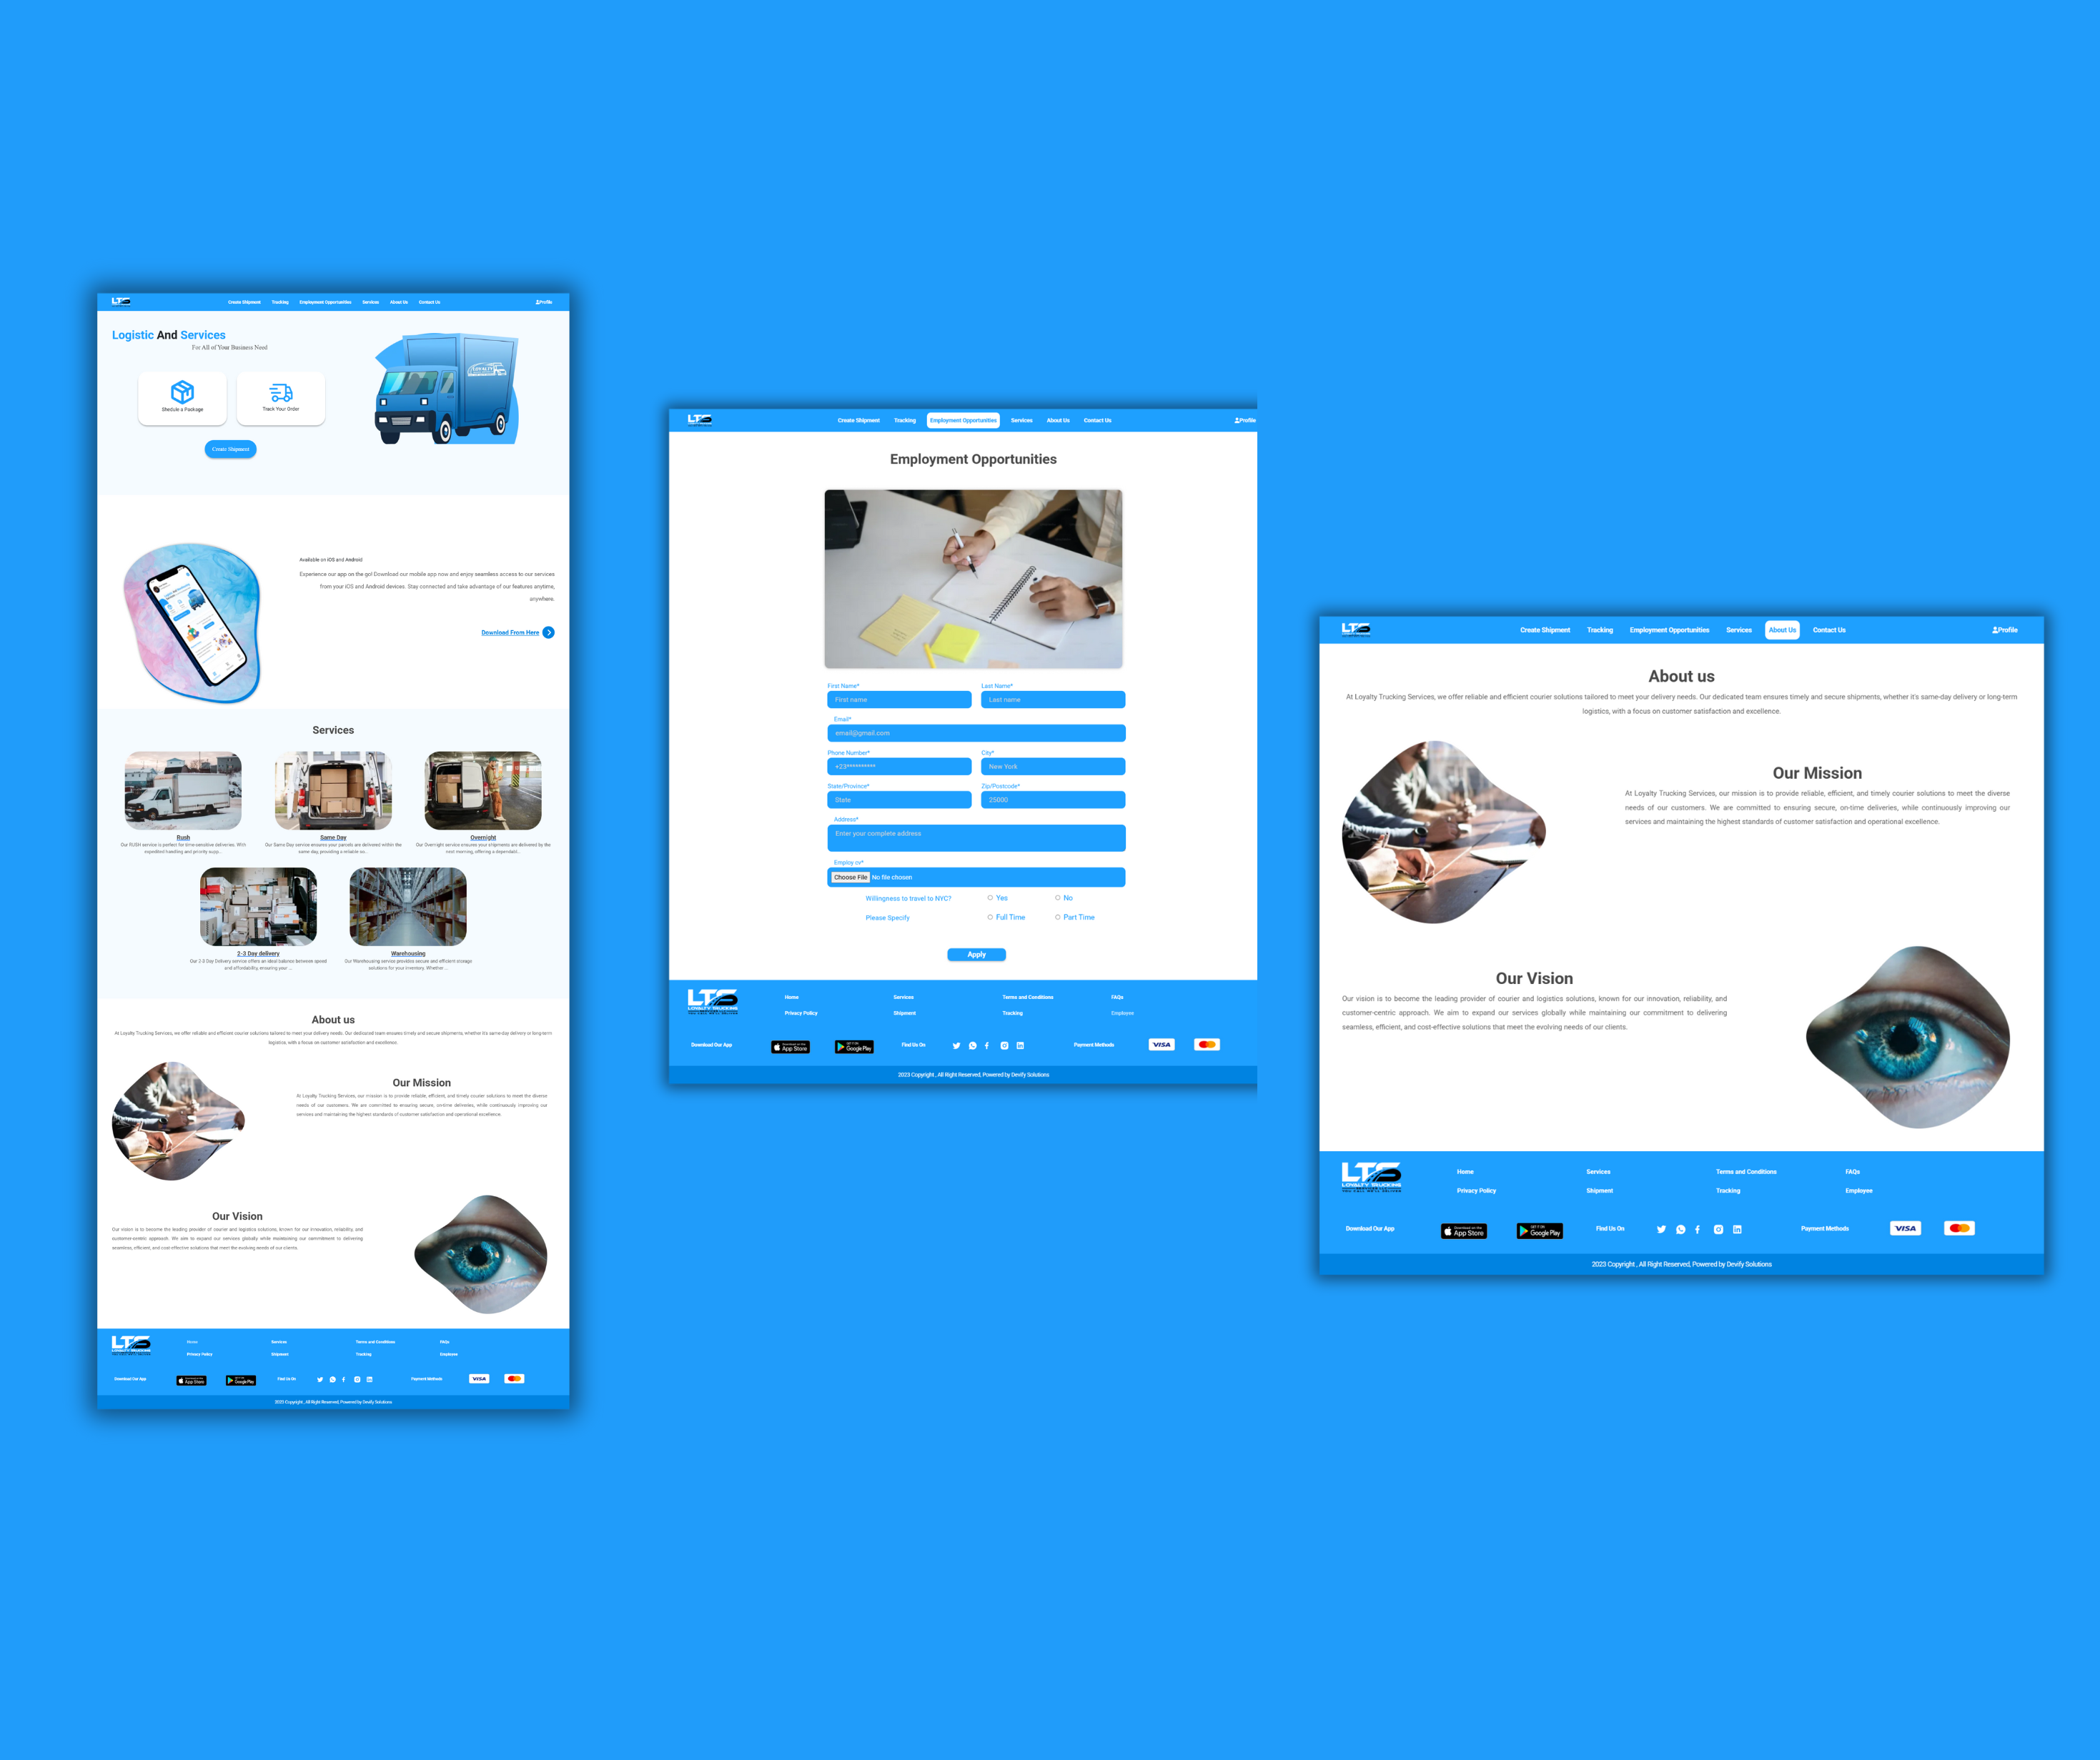 LTS
Create Shipment Tracking Employment Opportunities Services About Us Contact Us Profile
Logistic And Services
For All of Your Business Need
Shedule a Package
Track Your Order
Create Shipment
Available on iOS and Android
Experience our app on the go! Download our mobile app now and enjoy seamless access to our services
from your iOS and Android devices. Stay connected and take advantage of our features anytime,
anywhere.
Download From Here
Services
Rush
Our RUSH service is perfect for time-sensitive deliveries. With
expedited handling and priority supp...
Same Day
Our Same Day service ensures your parcels are delivered within the
same day, providing a reliable so...
Overnight
Our Overnight service ensures your shipments are delivered by the
next morning, offering a dependabl...
2-3 Day delivery
Our 2-3 Day Delivery service offers an ideal balance between speed
and affordability, ensuring your ...
Warehousing
Our Warehousing service provides secure and efficient storage
solutions for your inventory. Whether ...
About us
At Loyalty Trucking Services, we offer reliable and efficient courier solutions tailored to meet your delivery needs. Our dedicated team ensures timely and secure shipments, whether it's same-day delivery or long-term
logistics, with a focus on customer satisfaction and excellence.
Our Mission
At Loyalty Trucking Services, our mission is to provide reliable, efficient, and timely courier solutions to meet the diverse
needs of our customers. We are committed to ensuring secure, on-time deliveries, while continuously improving our
services and maintaining the highest standards of customer satisfaction and operational excellence.
Our Vision
Our vision is to become the leading provider of courier and logistics solutions, known for our innovation, reliability, and
customer-centric approach. We aim to expand our services globally while maintaining our commitment to delivering
seamless, efficient, and cost-effective solutions that meet the evolving needs of our clients.
LTS
LOYALTY TRUCKING
Home Services Terms and Conditions FAQs
Privacy Policy Shipment Tracking Employee
Download Our App App Store Google Play Find Us On Payment Methods VISA
2023 Copyright , All Right Reserved, Powered by Devify Solutions
LTS
Create Shipment Tracking Employment Opportunities Services About Us Contact Us Profile
Employment Opportunities
First Name* Last Name*
First name Last name
Email*
email@gmail.com
Phone Number* City*
+23********** New York
State/Province* Zip/Postcode*
State 25000
Address*
Enter your complete address
Employ cv*
Choose File No file chosen
Willingness to travel to NYC? Yes No
Please Specify Full Time Part Time
Apply
LTS
LOYALTY TRUCKING
YOU CALL WE'LL DELIVER
Home Services Terms and Conditions FAQs
Privacy Policy Shipment Tracking Employee
Download Our App Download on the App Store GET IT ON Google Play Find Us On Payment Methods VISA
2023 Copyright , All Right Reserved, Powered by Devify Solutions
LTS
Create Shipment Tracking Employment Opportunities Services About Us Contact Us Profile
About us
At Loyalty Trucking Services, we offer reliable and efficient courier solutions tailored to meet your delivery needs. Our dedicated team ensures timely and secure shipments, whether it's same-day delivery or long-term
logistics, with a focus on customer satisfaction and excellence.
Our Mission
At Loyalty Trucking Services, our mission is to provide reliable, efficient, and timely courier solutions to meet the diverse
needs of our customers. We are committed to ensuring secure, on-time deliveries, while continuously improving our
services and maintaining the highest standards of customer satisfaction and operational excellence.
Our Vision
Our vision is to become the leading provider of courier and logistics solutions, known for our innovation, reliability, and
customer-centric approach. We aim to expand our services globally while maintaining our commitment to delivering
seamless, efficient, and cost-effective solutions that meet the evolving needs of our clients.
LTS
LOYALTY TRUCKING
YOU CALL WE'LL DELIVER
Home Services Terms and Conditions FAQs
Privacy Policy Shipment Tracking Employee
Download Our App Download on the App Store GET IT ON Google Play Find Us On Payment Methods VISA
2023 Copyright , All Right Reserved, Powered by Devify Solutions